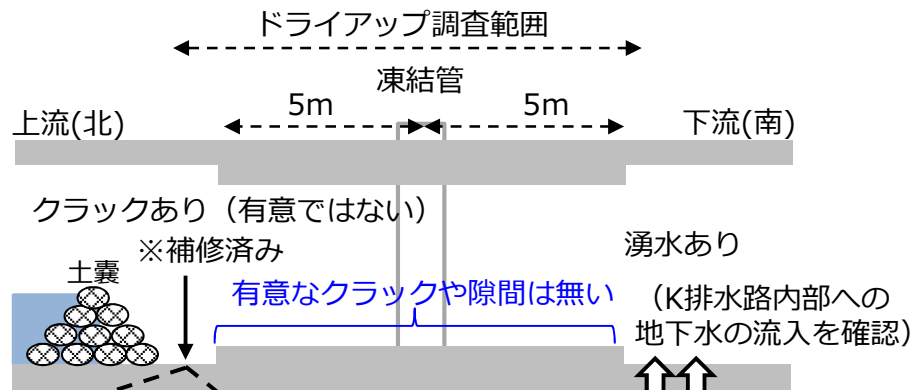 ドライアップ調査範囲
凍結管
5m
5m
上流(北)
下流(南)
クラックあり（有意ではない）
※補修済み
土嚢
有意なクラックや隙間は無い
湧水あり
（K排水路内部への
地下水の流入を確認）